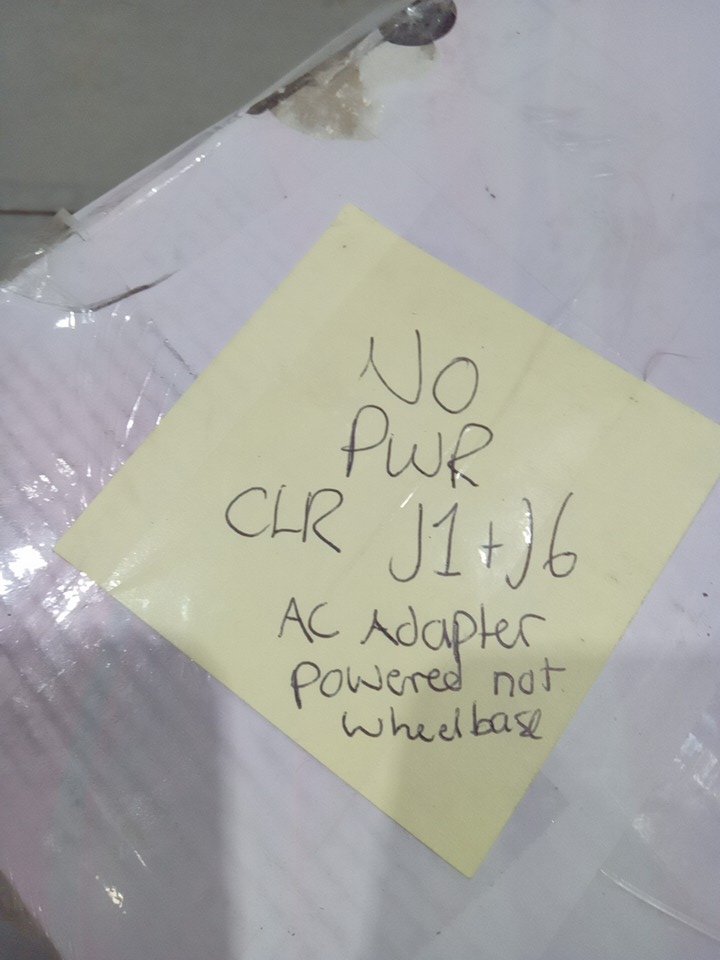 NO
PWR
CLR J1+J6
AC Adapter
powered not
wheelbase